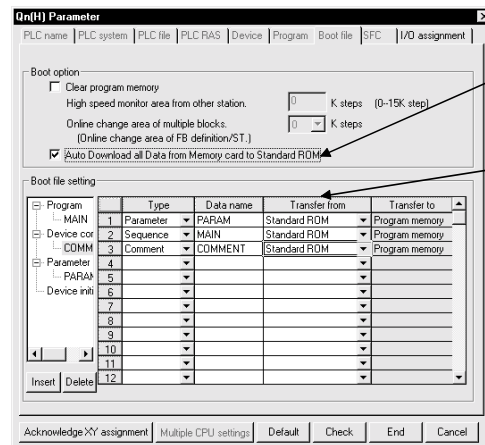 Qn(H) Parameter
PLC name PLC system PLC file PLC RAS Device Program Boot file SFC I/O assignment
Boot option
Clear program memory
High speed monitor area from other station. 0 K steps (0-15K step)
Online change area of multiple blocks. 0 K steps
(Online change area of FB definition/ST.)
Auto Download all Data from Memory card to Standard ROM
Boot file setting
Program
MAIN
Device cor
COMM
Parameter
PARAM
Device initi
Type Data name Transfer from Transfer to
1 Parameter PARAM Standard ROM Program memory
2 Sequence MAIN Standard ROM Program memory
3 Comment COMMENT Standard ROM Program memory
4
5
6
7
8
9
10
11
12
Insert Delete
Acknowledge XY assignment Multiple CPU settings Default Check End Cancel